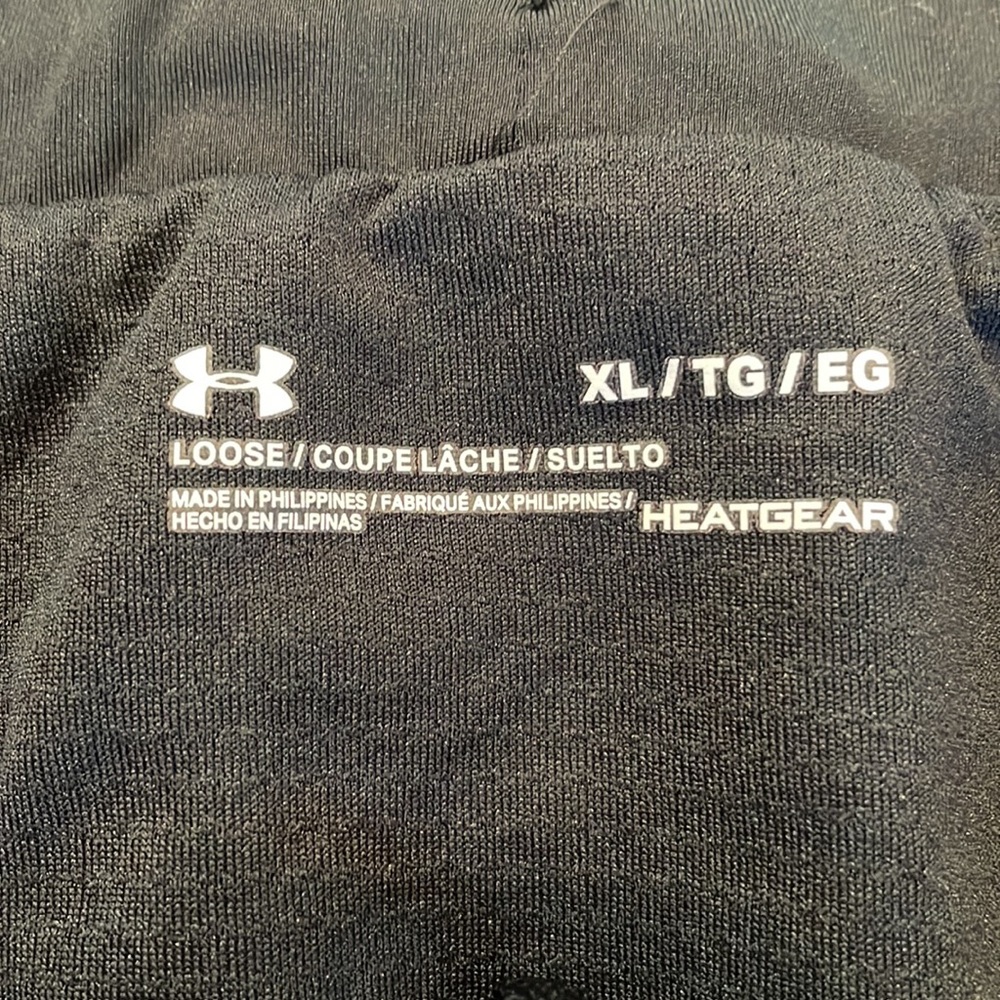 XL / TG / EG
LOOSE / COUPE LÂCHE / SUELTO
MADE IN PHILIPPINES / FABRIQUÉ AUX PHILIPPINES /
HECHO EN FILIPINAS
HEATGEAR